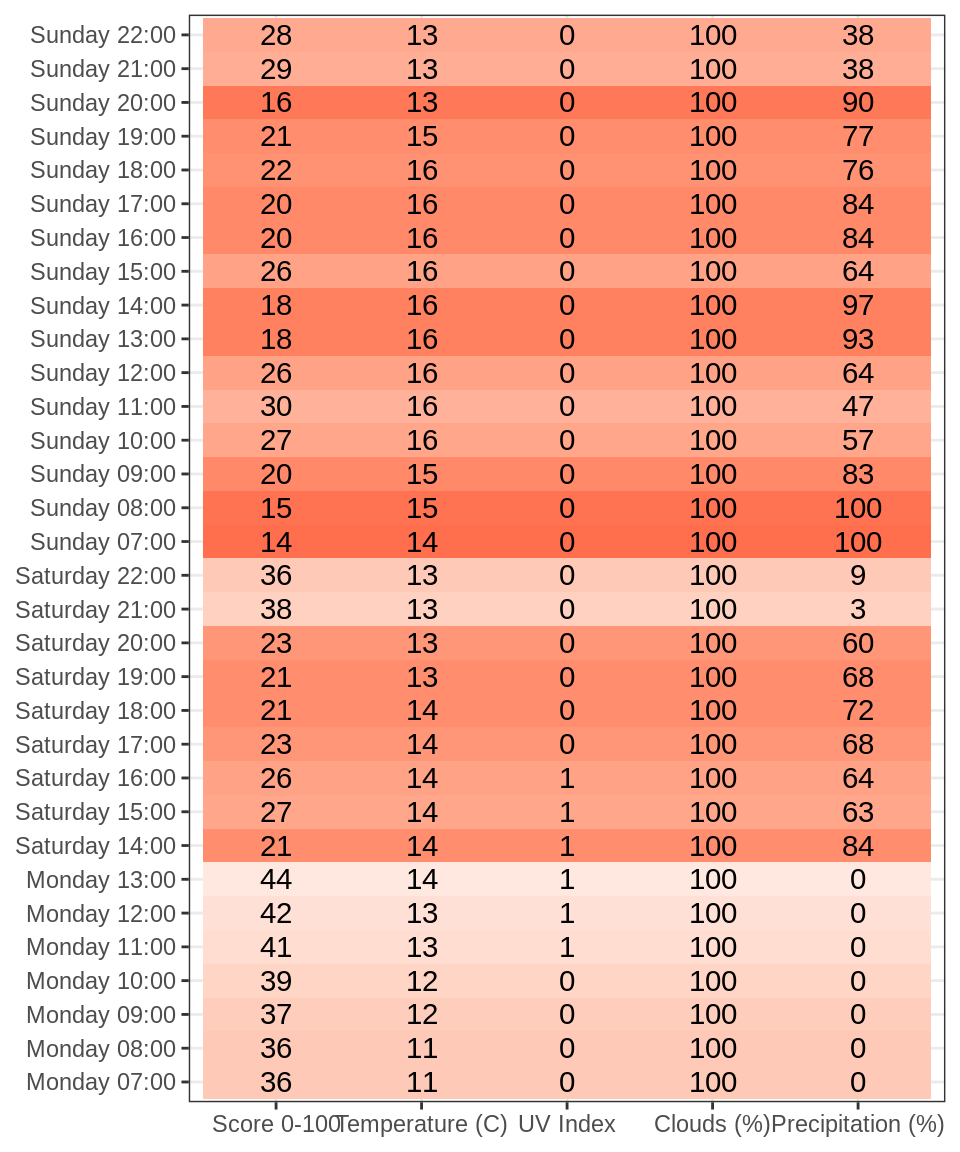 Sunday 22:00 28 13 0 100 38
Sunday 21:00 29 13 0 100 38
Sunday 20:00 16 13 0 100 90
Sunday 19:00 21 15 0 100 77
Sunday 18:00 22 16 0 100 76
Sunday 17:00 20 16 0 100 84
Sunday 16:00 20 16 0 100 84
Sunday 15:00 26 16 0 100 64
Sunday 14:00 18 16 0 100 97
Sunday 13:00 18 16 0 100 93
Sunday 12:00 26 16 0 100 64
Sunday 11:00 30 16 0 100 47
Sunday 10:00 27 16 0 100 57
Sunday 09:00 20 15 0 100 83
Sunday 08:00 15 15 0 100 100
Sunday 07:00 14 14 0 100 100
Saturday 22:00 36 13 0 100 9
Saturday 21:00 38 13 0 100 3
Saturday 20:00 23 13 0 100 60
Saturday 19:00 21 13 0 100 68
Saturday 18:00 21 14 0 100 72
Saturday 17:00 23 14 0 100 68
Saturday 16:00 26 14 1 100 64
Saturday 15:00 27 14 1 100 63
Saturday 14:00 21 14 1 100 84
Monday 13:00 44 14 1 100 0
Monday 12:00 42 13 1 100 0
Monday 11:00 41 13 1 100 0
Monday 10:00 39 12 0 100 0
Monday 09:00 37 12 0 100 0
Monday 08:00 36 11 0 100 0
Monday 07:00 36 11 0 100 0
Score 0-100 Temperature (C) UV Index Clouds (%) Precipitation (%)